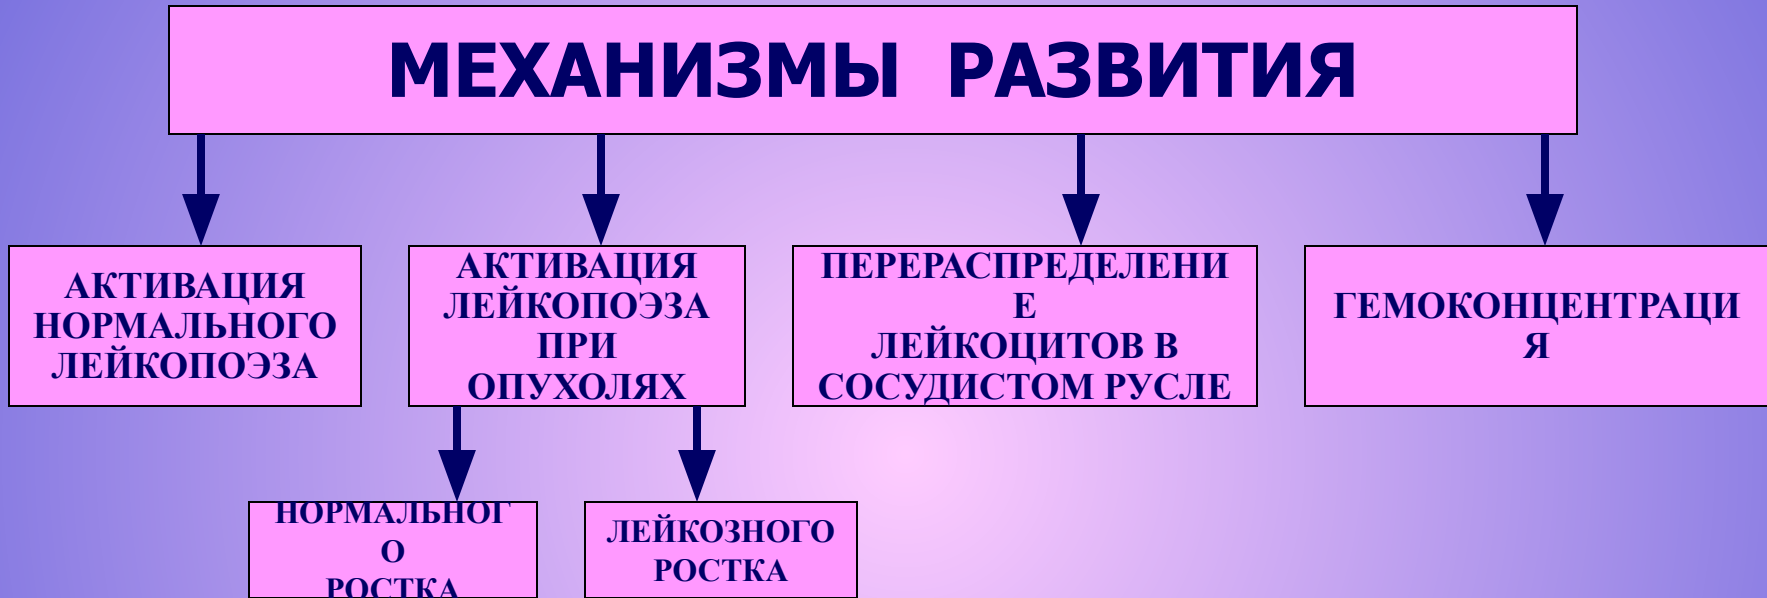 МЕХАНИЗМЫ РАЗВИТИЯ
АКТИВАЦИЯ
НОРМАЛЬНОГО
ЛЕЙКОПОЭЗА
АКТИВАЦИЯ
ЛЕЙКОПОЭЗА
ПРИ
ОПУХОЛЯХ
ПЕРЕРАСПРЕДЕЛЕНИ
Е
ЛЕЙКОЦИТОВ В
СОСУДИСТОМ РУСЛЕ
ГЕМОКОНЦЕНТРАЦИ
Я
НОРМАЛЬНОГ
О
РОСТКА
ЛЕЙКОЗНОГО
РОСТКА